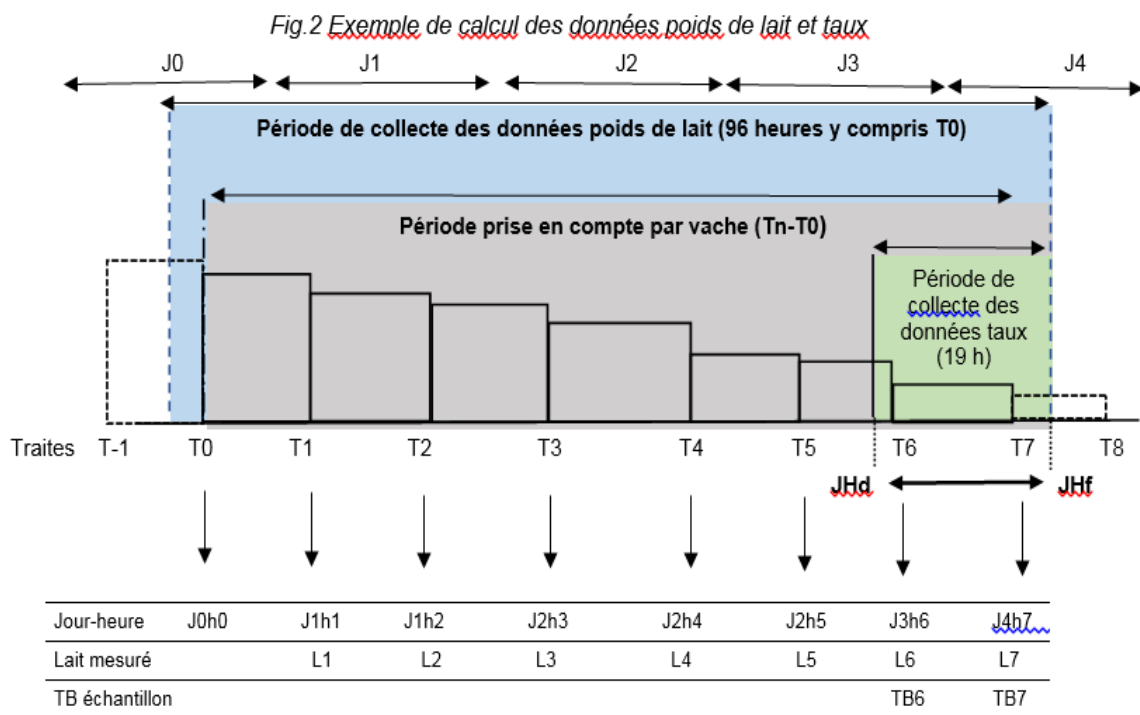 Fig.2 Exemple de calcul des données poids de lait et taux
J0 J1 J2 J3 J4
Période de collecte des données poids de lait (96 heures y compris T0)
Période prise en compte par vache (Tn-T0)
Période de
collecte des
données taux
(19 h)
Traites T-1 T0 T1 T2 T3 T4 T5 T6 T7 T8
JHd JHf
Jour-heure J0h0 J1h1 J1h2 J2h3 J2h4 J2h5 J3h6 J4h7
Lait mesuré L1 L2 L3 L4 L5 L6 L7
TB échantillon TB6 TB7